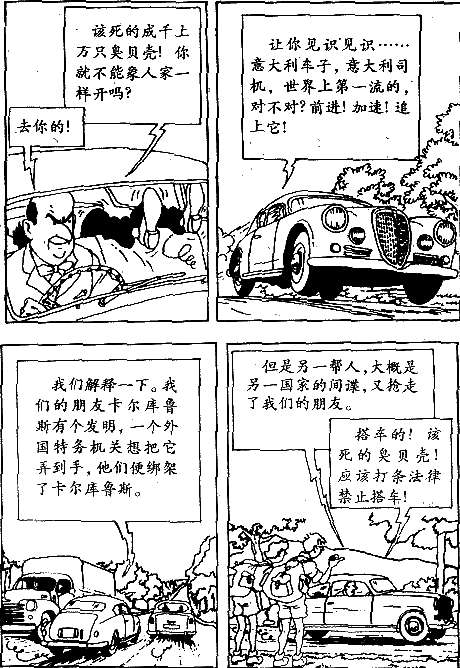 该死的成千上
万只臭贝壳！你
就不能象人家一
样开吗？
去你的！
让你见识见识……
意大利车子，意大利司
机，世界上第一流的，
对不对？前进！加速！追
上它！
我们解释一下。我
们的朋友卡尔库鲁
斯有个发明，一个外
国特务机关想把它
弄到手，他们便绑架
了卡尔库鲁斯。
但是另一帮人，大概是
另一国家的间谍，又抢走
了我们的朋友。
搭车的！该
死的臭贝壳！
应该打条法律
禁止搭车！